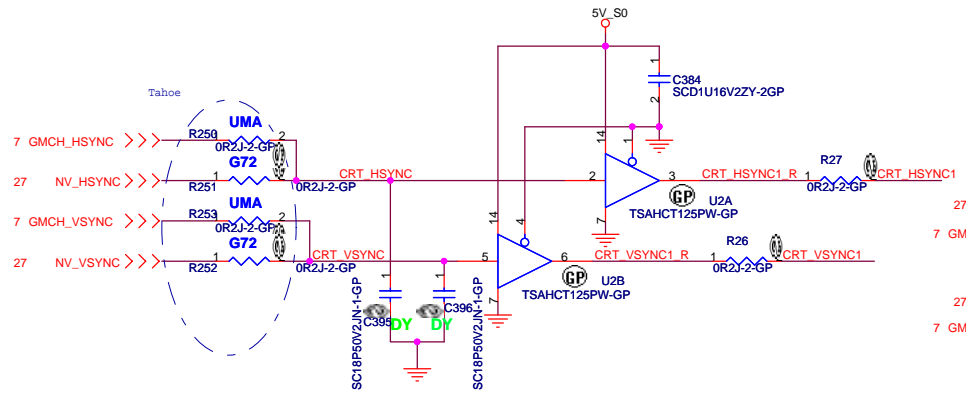 5V_S0
1
C384
SCD1U16V2ZY-2GP
2
Tahoe
UMA
7 GMCH_HSYNC
R250
2
0R2J-2-GP
14
1
G72
R27
27 NV_HSYNC
1
R251
0R2J-2-GP
CRT_HSYNC
2
3
CRT_HSYNC1_R
1
0R2J-2-GP
CRT_HSYNC1
GP
U2A
TSAHCT125PW-GP
7
27
UMA
7 GMCH_VSYNC
R253
2
0R2J-2-GP
14
4
7 GM
G72
R26
27 NV_VSYNC
1
R252
0R2J-2-GP
CRT_VSYNC
5
6
CRT_VSYNC1_R
1
0R2J-2-GP
CRT_VSYNC1
GP
U2B
TSAHCT125PW-GP
7
1
1
SC18P50V2JN-1-GP
C395
DY
C396
DY
SC18P50V2JN-1-GP
27
7 GM